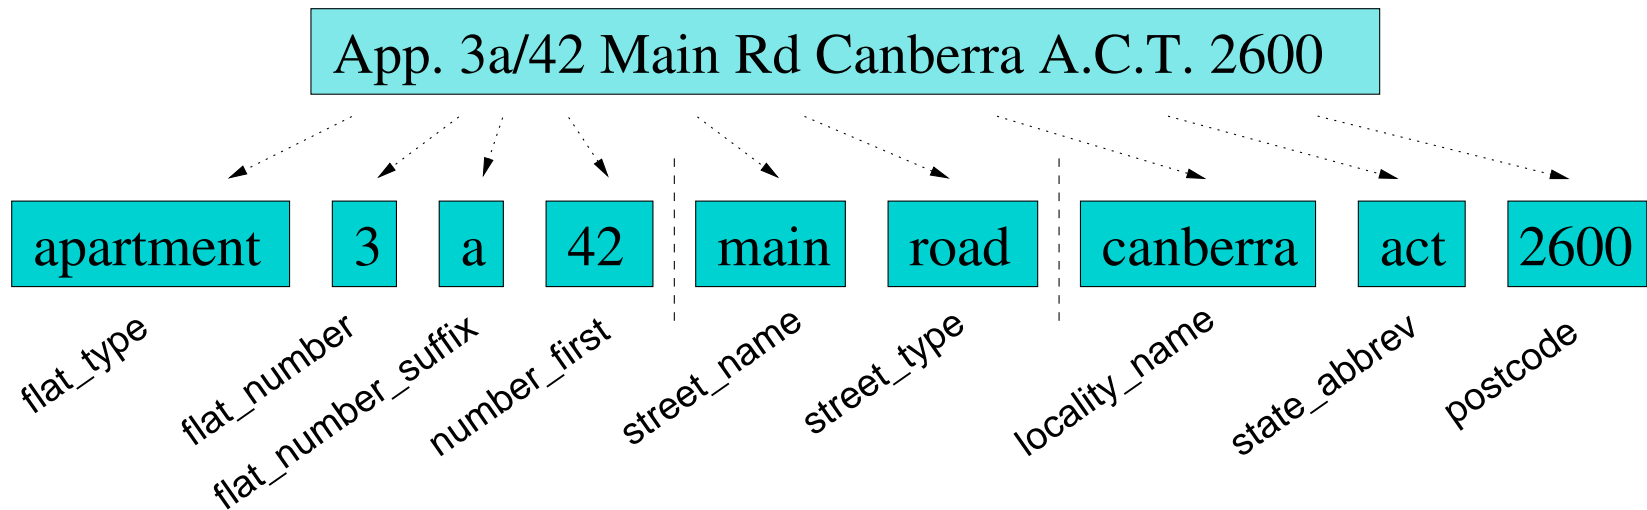 App. 3a/42 Main Rd Canberra A.C.T. 2600
apartment 3 a 42 main road canberra act 2600
flat_type flat_number flat_number_suffix number_first street_name street_type locality_name state_abbrev postcode